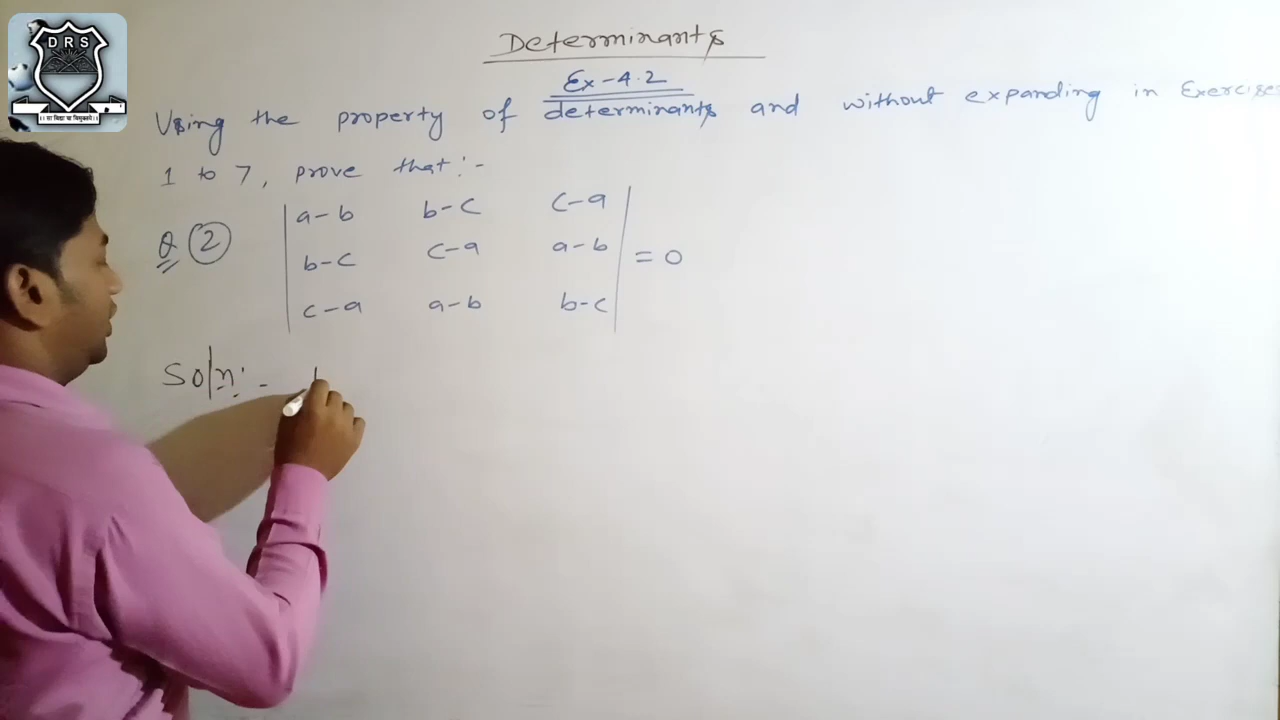 DRS
।। सा विद्या या विमुक्तये ।।
Determinants
Ex-4.2
Using the property of determinants and without expanding in Exercises
1 to 7, prove that:-
Q (2) | a-b b-c c-a |
| b-c c-a a-b | = 0
| c-a a-b b-c |
Soln:-